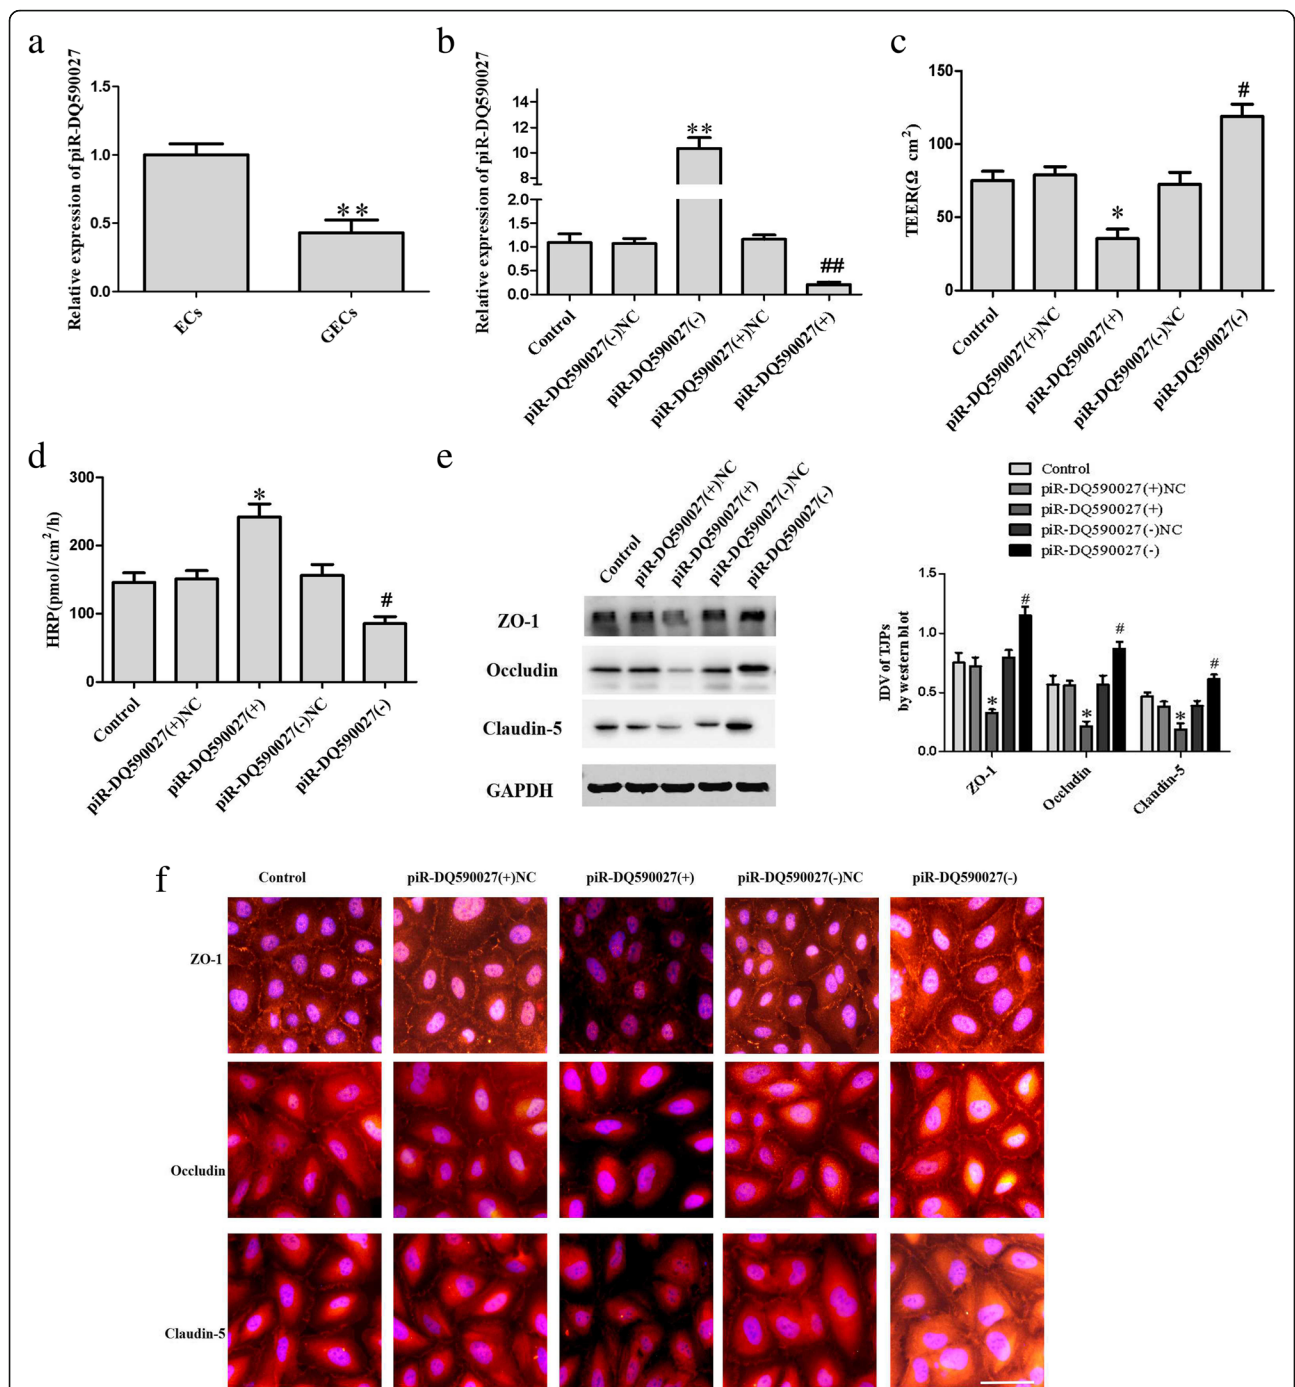 a
Relative expression of piR-DQ590027
1.5
1.0
0.5
0.0
**
ECs
GECs
b
Relative expression of piR-DQ590027
14
12
10
8
2.0
1.5
1.0
0.5
0.0
**
##
Control
piR-DQ590027(-)NC
piR-DQ590027(-)
piR-DQ590027(+)NC
piR-DQ590027(+)
c
TEER(Ω cm²)
150
100
50
0
*
#
Control
piR-DQ590027(+)NC
piR-DQ590027(+)
piR-DQ590027(-)NC
piR-DQ590027(-)
d
HRP(pmol/cm²/h)
300
200
100
0
*
#
Control
piR-DQ590027(+)NC
piR-DQ590027(+)
piR-DQ590027(-)NC
piR-DQ590027(-)
e
Control
piR-DQ590027(+)NC
piR-DQ590027(+)
piR-DQ590027(-)NC
piR-DQ590027(-)
ZO-1
Occludin
Claudin-5
GAPDH
Control
piR-DQ590027(+)NC
piR-DQ590027(+)
piR-DQ590027(-)NC
piR-DQ590027(-)
IDV of TJPs
by western blot
1.5
1.0
0.5
0.0
*
#
*
#
*
#
ZO-1
Occludin
Claudin-5
f
Control
piR-DQ590027(+)NC
piR-DQ590027(+)
piR-DQ590027(-)NC
piR-DQ590027(-)
ZO-1
Occludin
Claudin-5